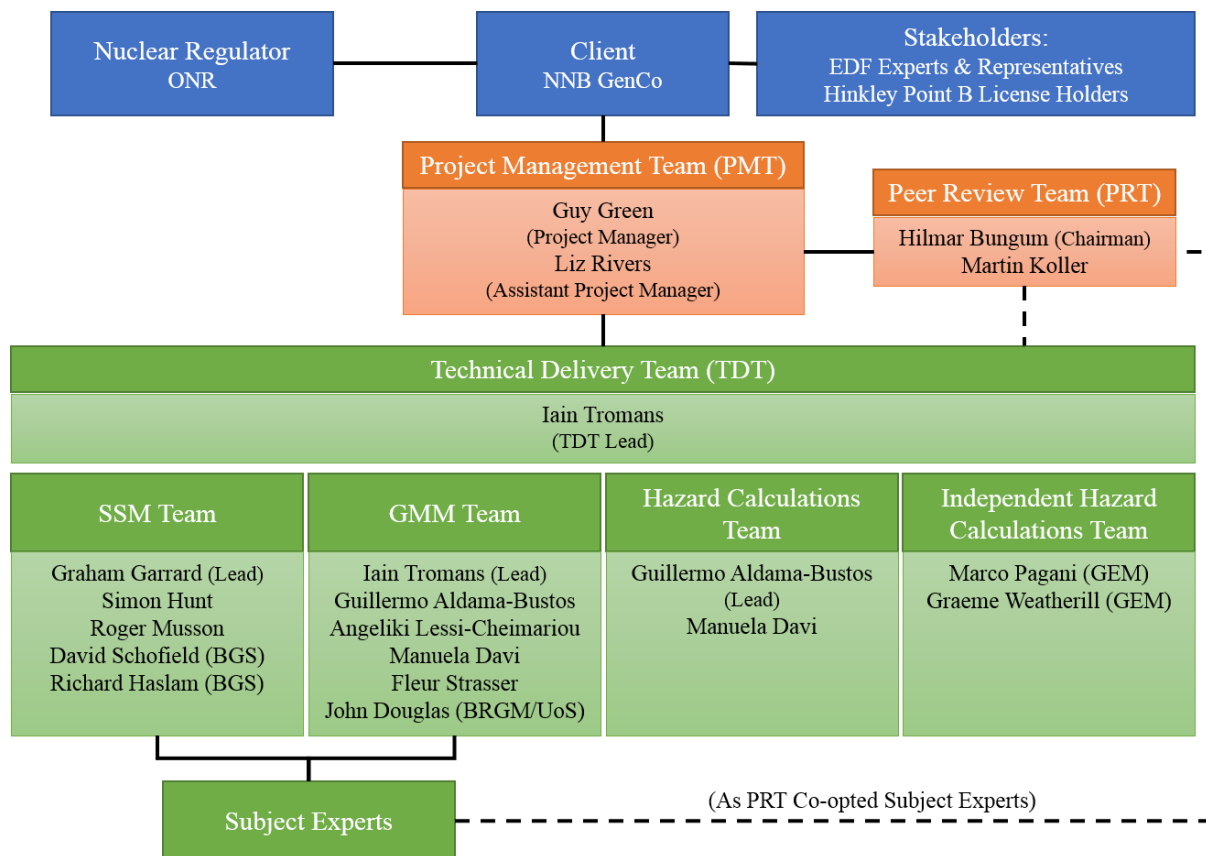 Nuclear Regulator
ONR
Client
NNB GenCo
Stakeholders:
EDF Experts & Representatives
Hinkley Point B License Holders
Project Management Team (PMT)
Guy Green
(Project Manager)
Liz Rivers
(Assistant Project Manager)
Peer Review Team (PRT)
Hilmar Bungum (Chairman)
Martin Koller
Technical Delivery Team (TDT)
Iain Tromans
(TDT Lead)
SSM Team
Graham Garrard (Lead)
Simon Hunt
Roger Musson
David Schofield (BGS)
Richard Haslam (BGS)
GMM Team
Iain Tromans (Lead)
Guillermo Aldama-Bustos
Angeliki Lessi-Cheimariou
Manuela Davi
Fleur Strasser
John Douglas (BRGM/UoS)
Hazard Calculations
Team
Guillermo Aldama-Bustos
(Lead)
Manuela Davi
Independent Hazard
Calculations Team
Marco Pagani (GEM)
Graeme Weatherill (GEM)
Subject Experts
(As PRT Co-opted Subject Experts)